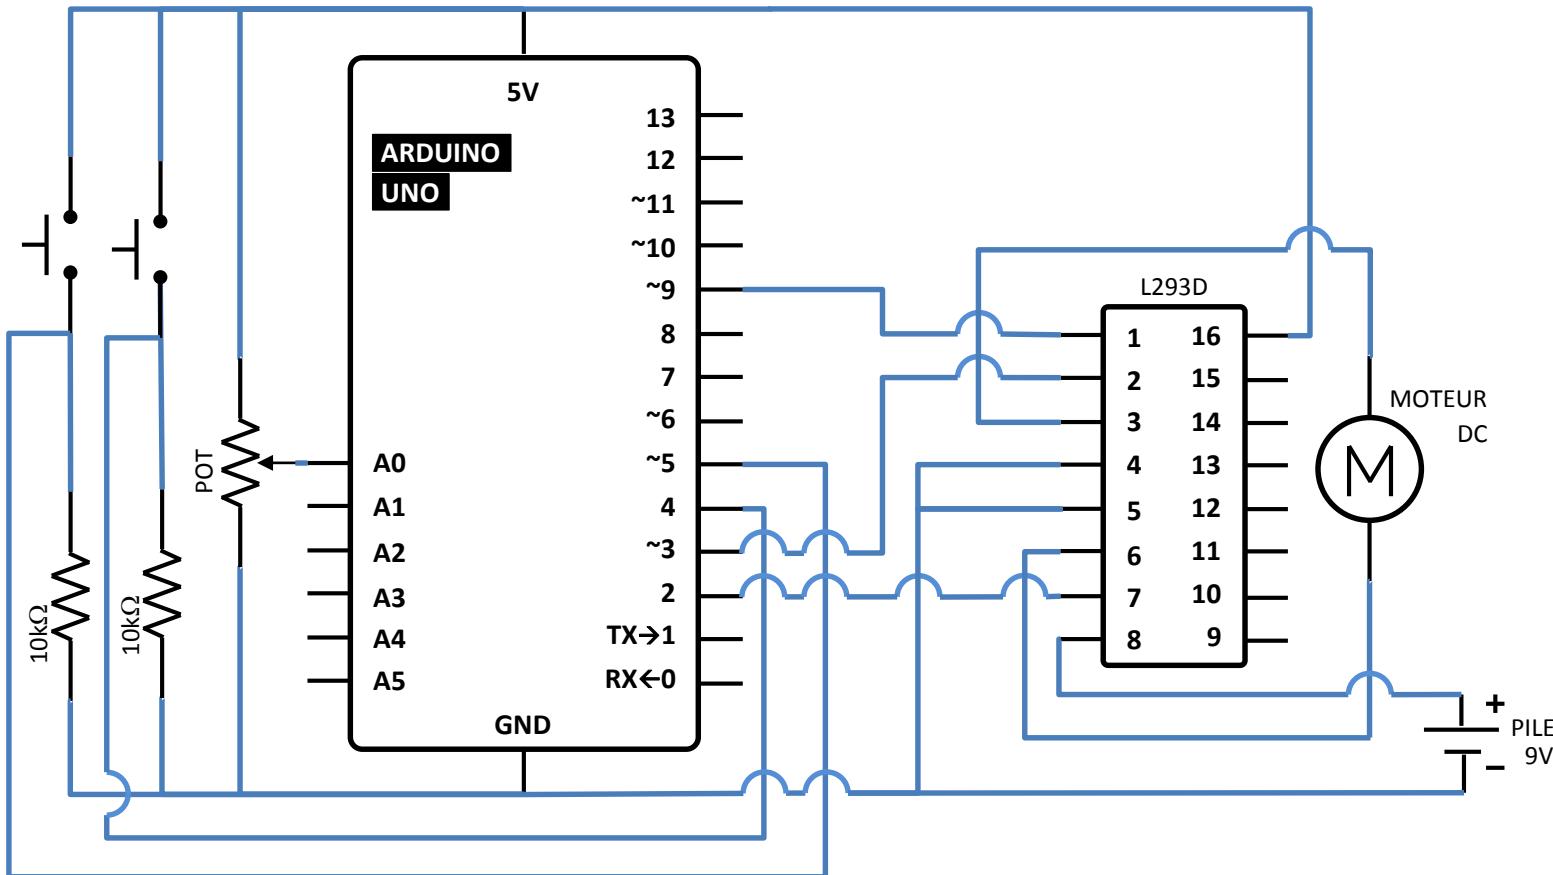 5V
ARDUINO
UNO
13
12
~11
~10
~9
8
7
~6
~5
4
~3
2
TX→1
RX←0
A0
A1
A2
A3
A4
A5
GND
POT
10kΩ
10kΩ
L293D
1 16
2 15
3 14
4 13
5 12
6 11
7 10
8 9
MOTEUR
DC
M
+
PILE
9V
−